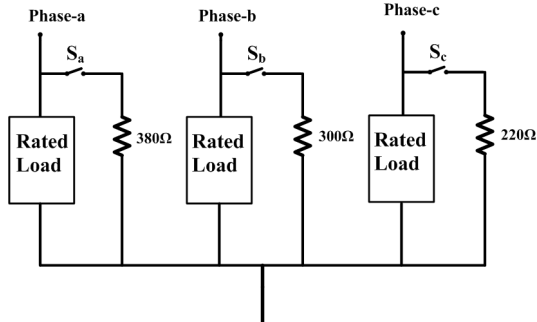 Phase-a
Phase-b
Phase-c
Sa
Sb
Sc
Rated
Load
380Ω
Rated
Load
300Ω
Rated
Load
220Ω